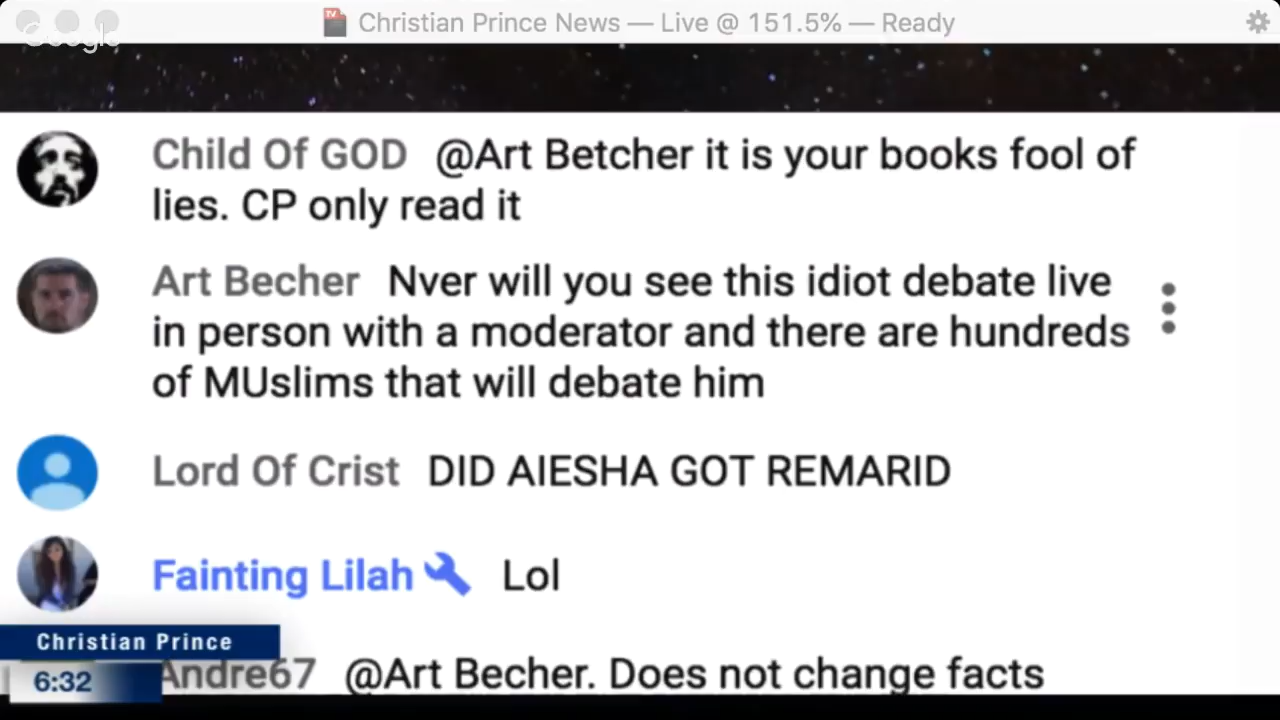 Christian Prince News — Live @ 151.5% — Ready
Google
Child Of GOD @Art Betcher it is your books fool of
lies. CP only read it
Art Becher Nver will you see this idiot debate live
in person with a moderator and there are hundreds
of MUslims that will debate him
Lord Of Crist DID AIESHA GOT REMARID
Fainting Lilah Lol
Christian Prince
Andre67 @Art Becher. Does not change facts
6:32